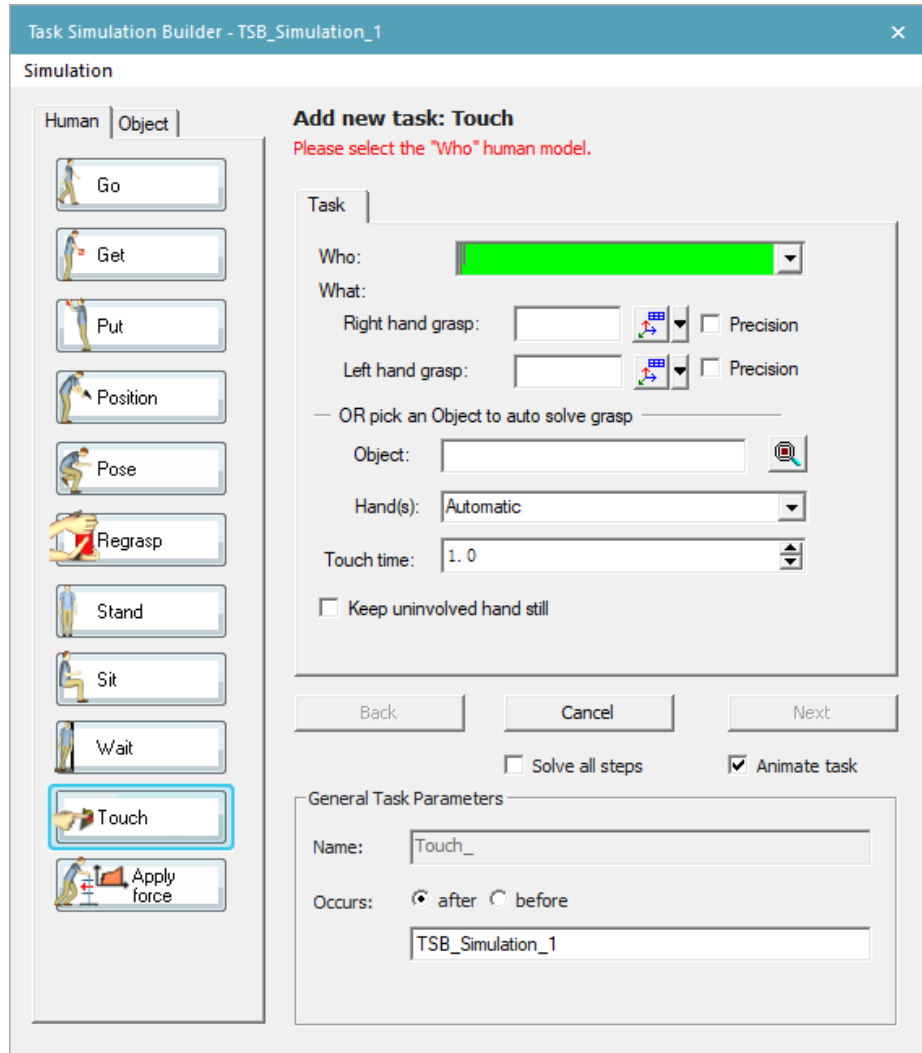 Task Simulation Builder - TSB_Simulation_1
Simulation
Human
Object
Go
Get
Put
Position
Pose
Regrasp
Stand
Sit
Wait
Touch
Apply
force
Add new task: Touch
Please select the "Who" human model.
Task
Who:
What:
Right hand grasp:
Precision
Left hand grasp:
Precision
OR pick an Object to auto solve grasp
Object:
Hand(s): Automatic
Touch time: 1.0
Keep uninvolved hand still
Back
Cancel
Next
Solve all steps
Animate task
General Task Parameters
Name: Touch_
Occurs: after before
TSB_Simulation_1